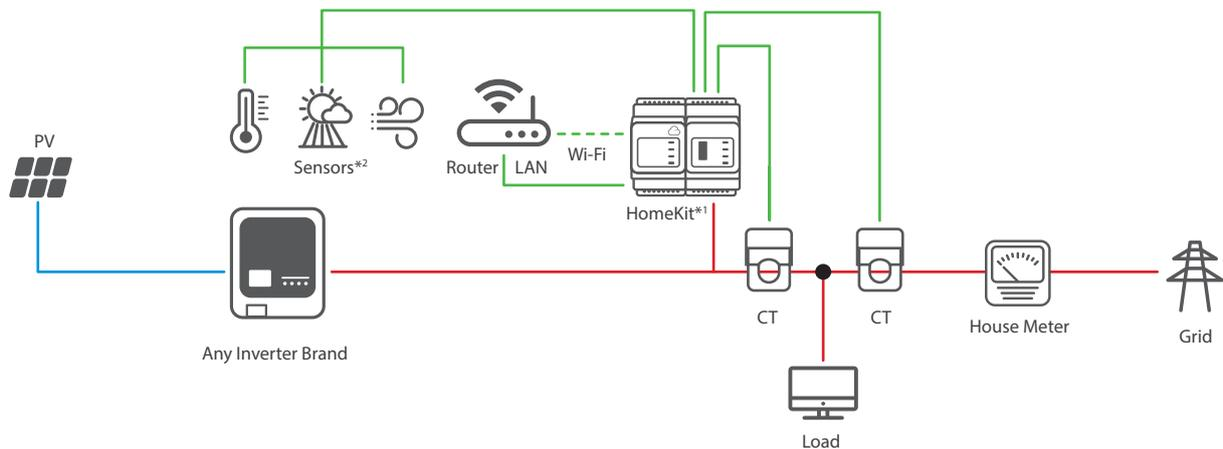 PV
Sensors*2
Router LAN
Wi-Fi
HomeKit*1
Any Inverter Brand
CT
CT
House Meter
Grid
Load